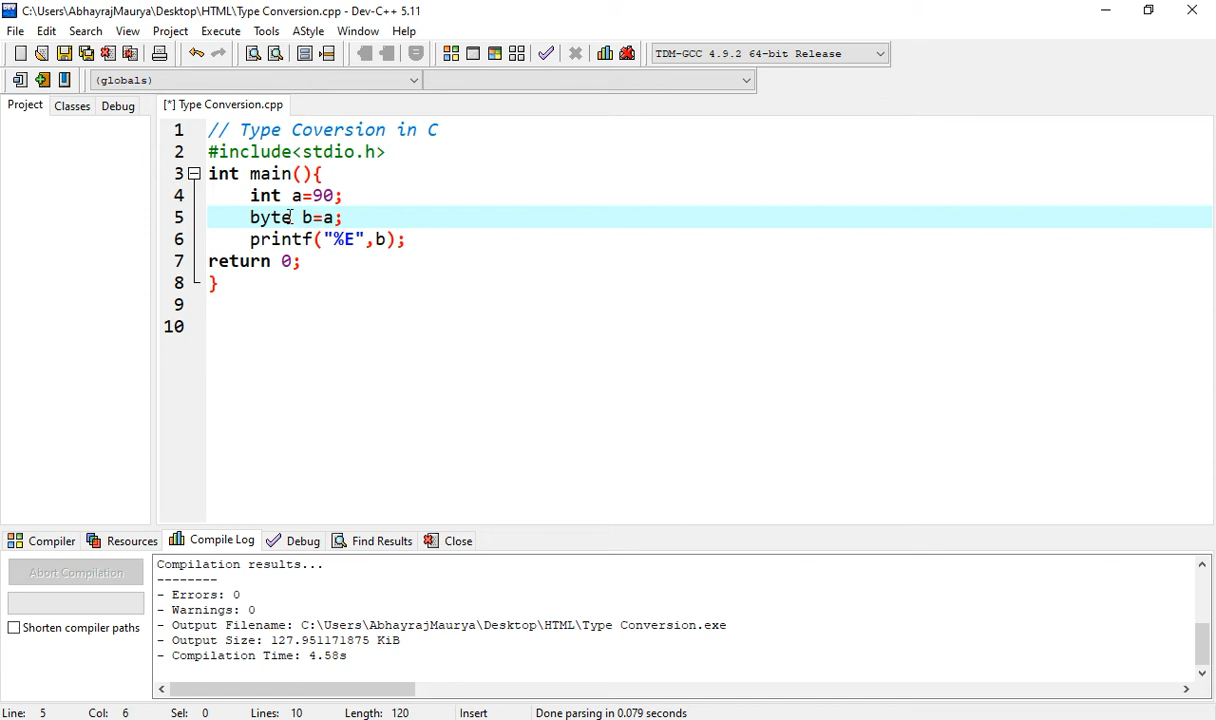 C:\Users\AbhayrajMaurya\Desktop\HTML\Type Conversion.cpp - Dev-C++ 5.11
File Edit Search View Project Execute Tools AStyle Window Help
TDM-GCC 4.9.2 64-bit Release
(globals)
Project Classes Debug [*] Type Conversion.cpp
1 // Type Coversion in C
2 #include<stdio.h>
3 int main(){
4 int a=90;
5 byte b=a;
6 printf("%E",b);
7 return 0;
8 }
9
10
Compiler Resources Compile Log Debug Find Results Close
Abort Compilation
Shorten compiler paths
Compilation results...
--------
- Errors: 0
- Warnings: 0
- Output Filename: C:\Users\AbhayrajMaurya\Desktop\HTML\Type Conversion.exe
- Output Size: 127.951171875 KiB
- Compilation Time: 4.58s
Line: 5 Col: 6 Sel: 0 Lines: 10 Length: 120 Insert Done parsing in 0.079 seconds